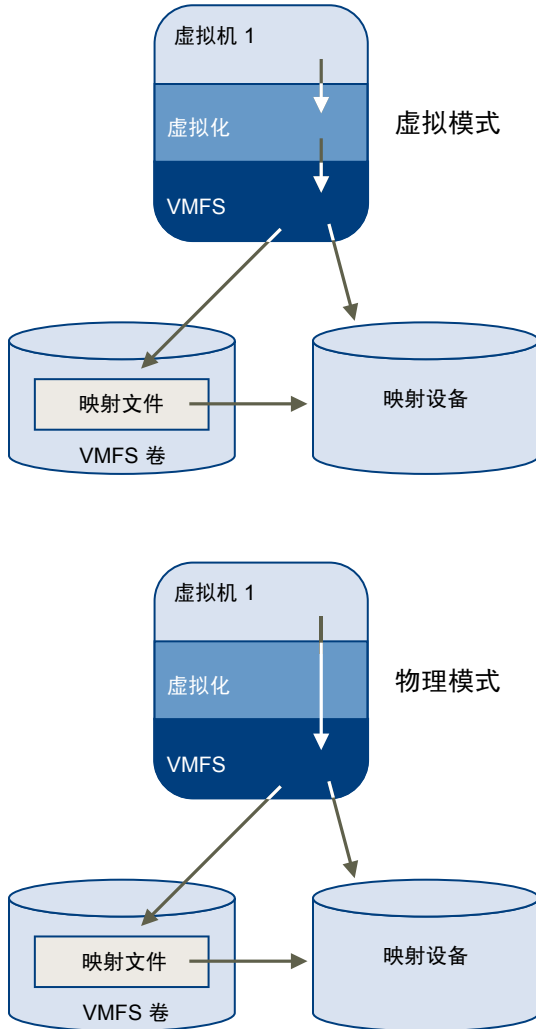 虚拟机 1
虚拟化
虚拟模式
VMFS
映射文件
映射设备
VMFS 卷
虚拟机 1
虚拟化
物理模式
VMFS
映射文件
映射设备
VMFS 卷